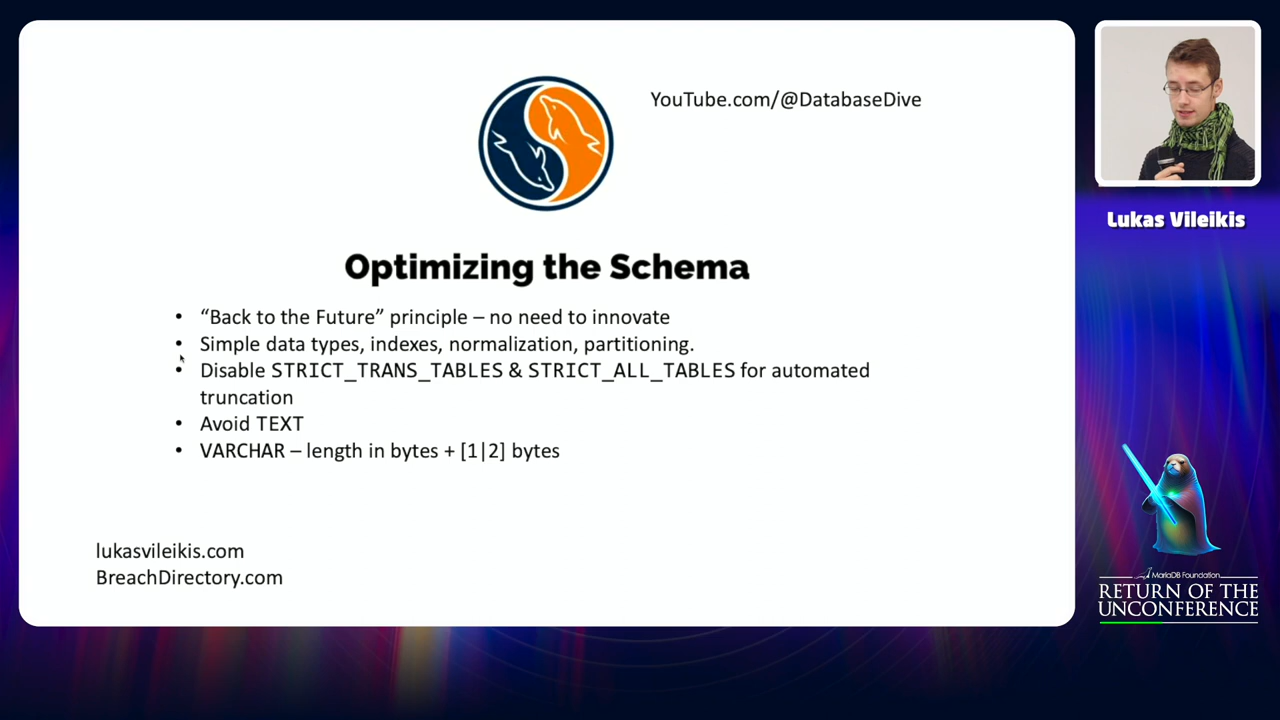 YouTube.com/@DatabaseDive
Optimizing the Schema
• “Back to the Future” principle – no need to innovate
• Simple data types, indexes, normalization, partitioning.
• Disable STRICT_TRANS_TABLES & STRICT_ALL_TABLES for automated
truncation
• Avoid TEXT
• VARCHAR – length in bytes + [1|2] bytes
lukasvileikis.com
BreachDirectory.com
Lukas Vileikis
MariaDB Foundation
RETURN OF THE
UNCONFERENCE